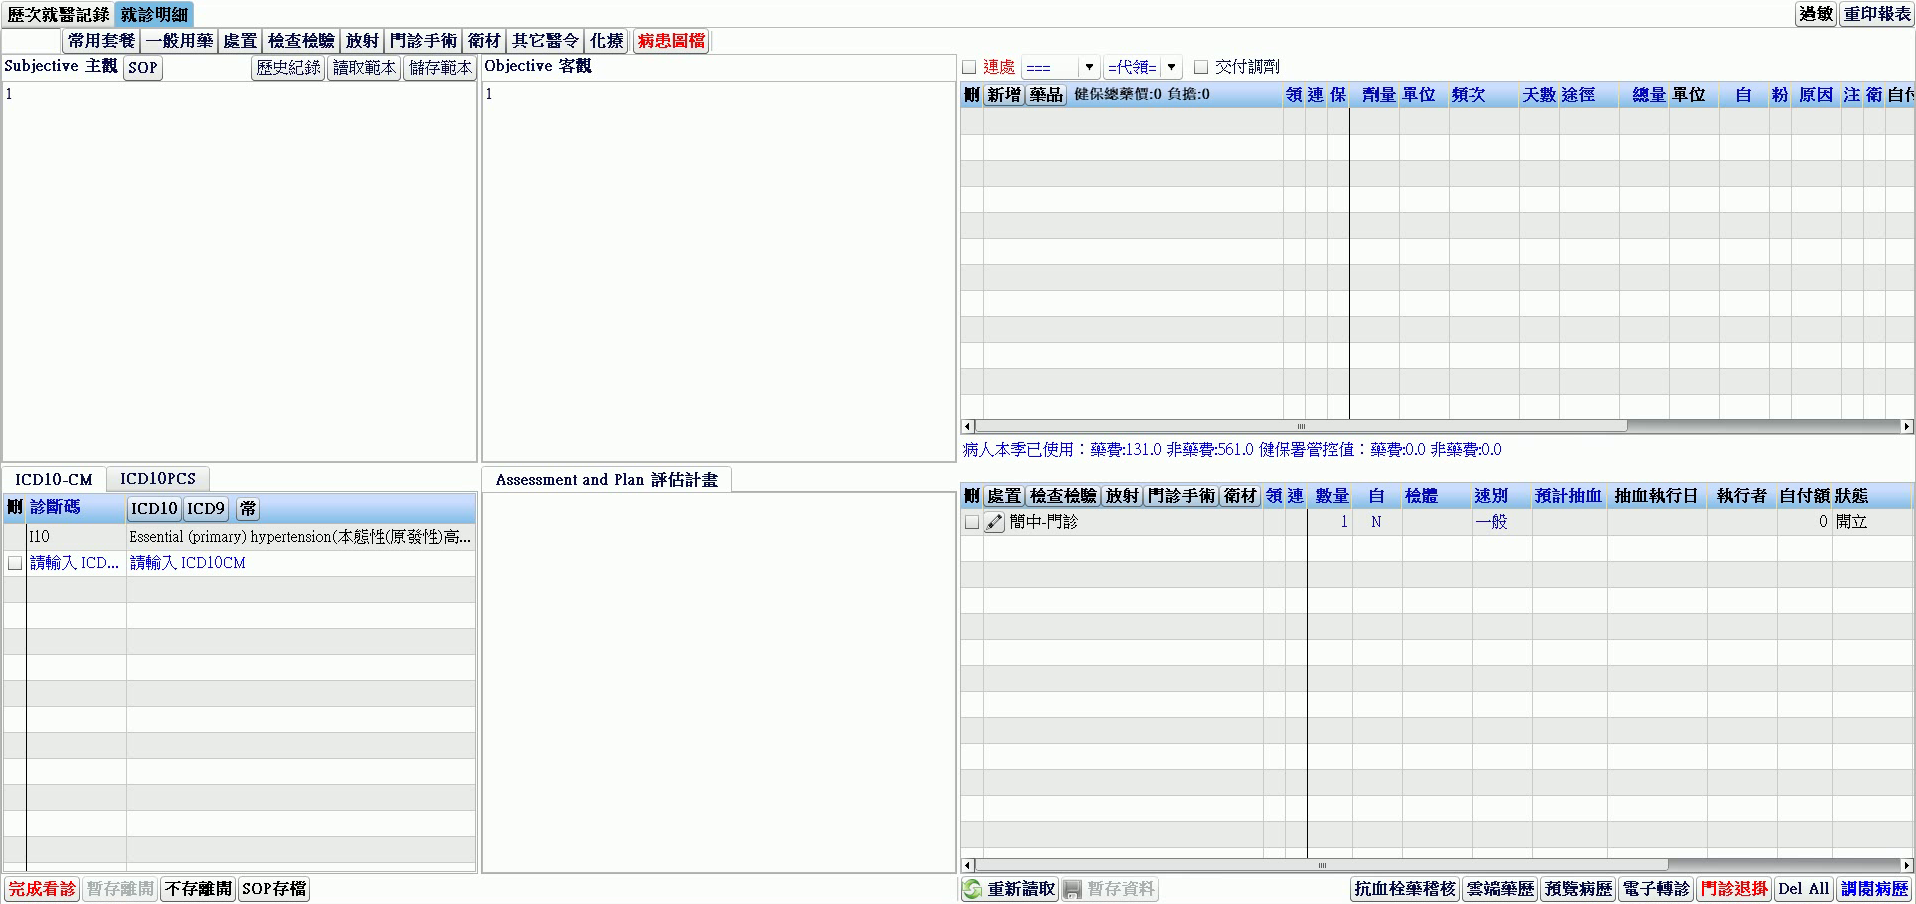 歷次就醫記錄 就診明細 過敏 重印報表
常用套餐 一般用藥 處置 檢查檢驗 放射 門診手術 衛材 其它醫令 化療 病患圖檔
Subjective 主觀 SOP 歷史紀錄 讀取範本 儲存範本 Objective 客觀
連處 === =代領= 交付調劑
1 1
刪 新增 藥品 健保總藥價:0 負擔:0 領 連 保 劑量 單位 頻次 天數 途徑 總量 單位 自 粉 原因 注 衛 自付
病人本季已使用：藥費:131.0 非藥費:561.0 健保署管控值：藥費:0.0 非藥費:0.0
ICD10-CM ICD10PCS Assessment and Plan 評估計畫
刪 診斷碼 ICD10 ICD9 常
刪 處置 檢查檢驗 放射 門診手術 衛材 領 連 數量 自 檢體 速別 預計抽血 抽血執行日 執行者 自付額 狀態
簡中-門診 1 N 一般 0 開立
I10 Essential (primary) hypertension(本態性(原發性)高...
請輸入 ICD... 請輸入 ICD10CM
完成看診 暫存離開 不存離開 SOP存檔 重新讀取 暫存資料 抗血栓藥稽核 雲端藥歷 預覽病歷 電子轉診 門診退掛 Del All 調閱病歷